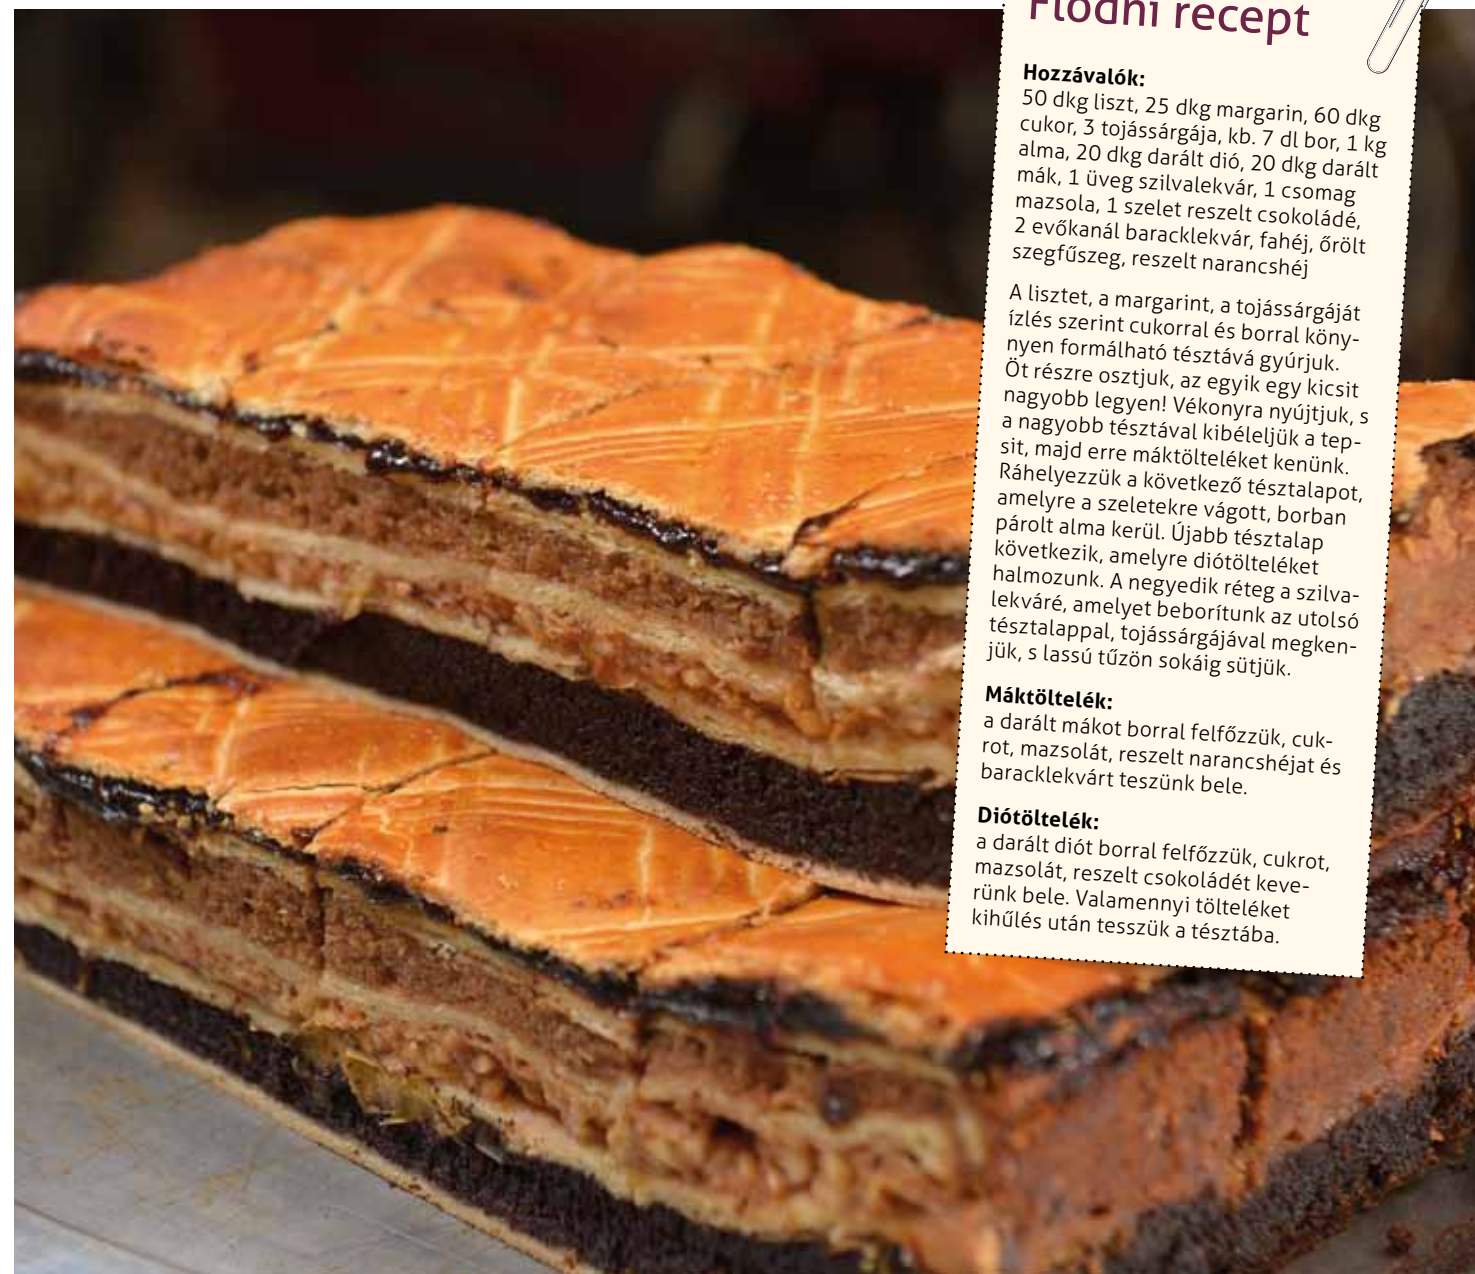 Flódni recept
Hozzávalók:
50 dkg liszt, 25 dkg margarin, 60 dkg
cukor, 3 tojássárgája, kb. 7 dl bor, 1 kg
alma, 20 dkg darált dió, 20 dkg darált
mák, 1 üveg szilvalekvár, 1 csomag
mazsola, 1 szelet reszelt csokoládé,
2 evőkanál baracklekvár, fahéj, őrölt
szegfűszeg, reszelt narancshéj
A lisztet, a margarint, a tojássárgáját
ízlés szerint cukorral és borral köny-
nyen formálható tésztává gyúrjuk.
Öt részre osztjuk, az egyik egy kicsit
nagyobb legyen! Vékonyra nyújtjuk, s
a nagyobb tésztával kibéleljük a tep-
sit, majd erre máktölteléket kenünk.
Ráhelyezzük a következő tésztalapot,
amelyre a szeletekre vágott, borban
párolt alma kerül. Újabb tésztalap
következik, amelyre diótölteléket
halmozunk. A negyedik réteg a szilva-
lekváré, amelyet beborítunk az utolsó
tésztalappal, tojássárgájával megken-
jük, s lassú tűzön sokáig sütjük.
Máktöltelék:
a darált mákot borral felfőzzük, cuk-
rot, mazsolát, reszelt narancshéjat és
baracklekvárt teszünk bele.
Diótöltelék:
a darált diót borral felfőzzük, cukrot,
mazsolát, reszelt csokoládét keve-
rünk bele. Valamennyi tölteléket
kihűlés után tesszük a tésztába.